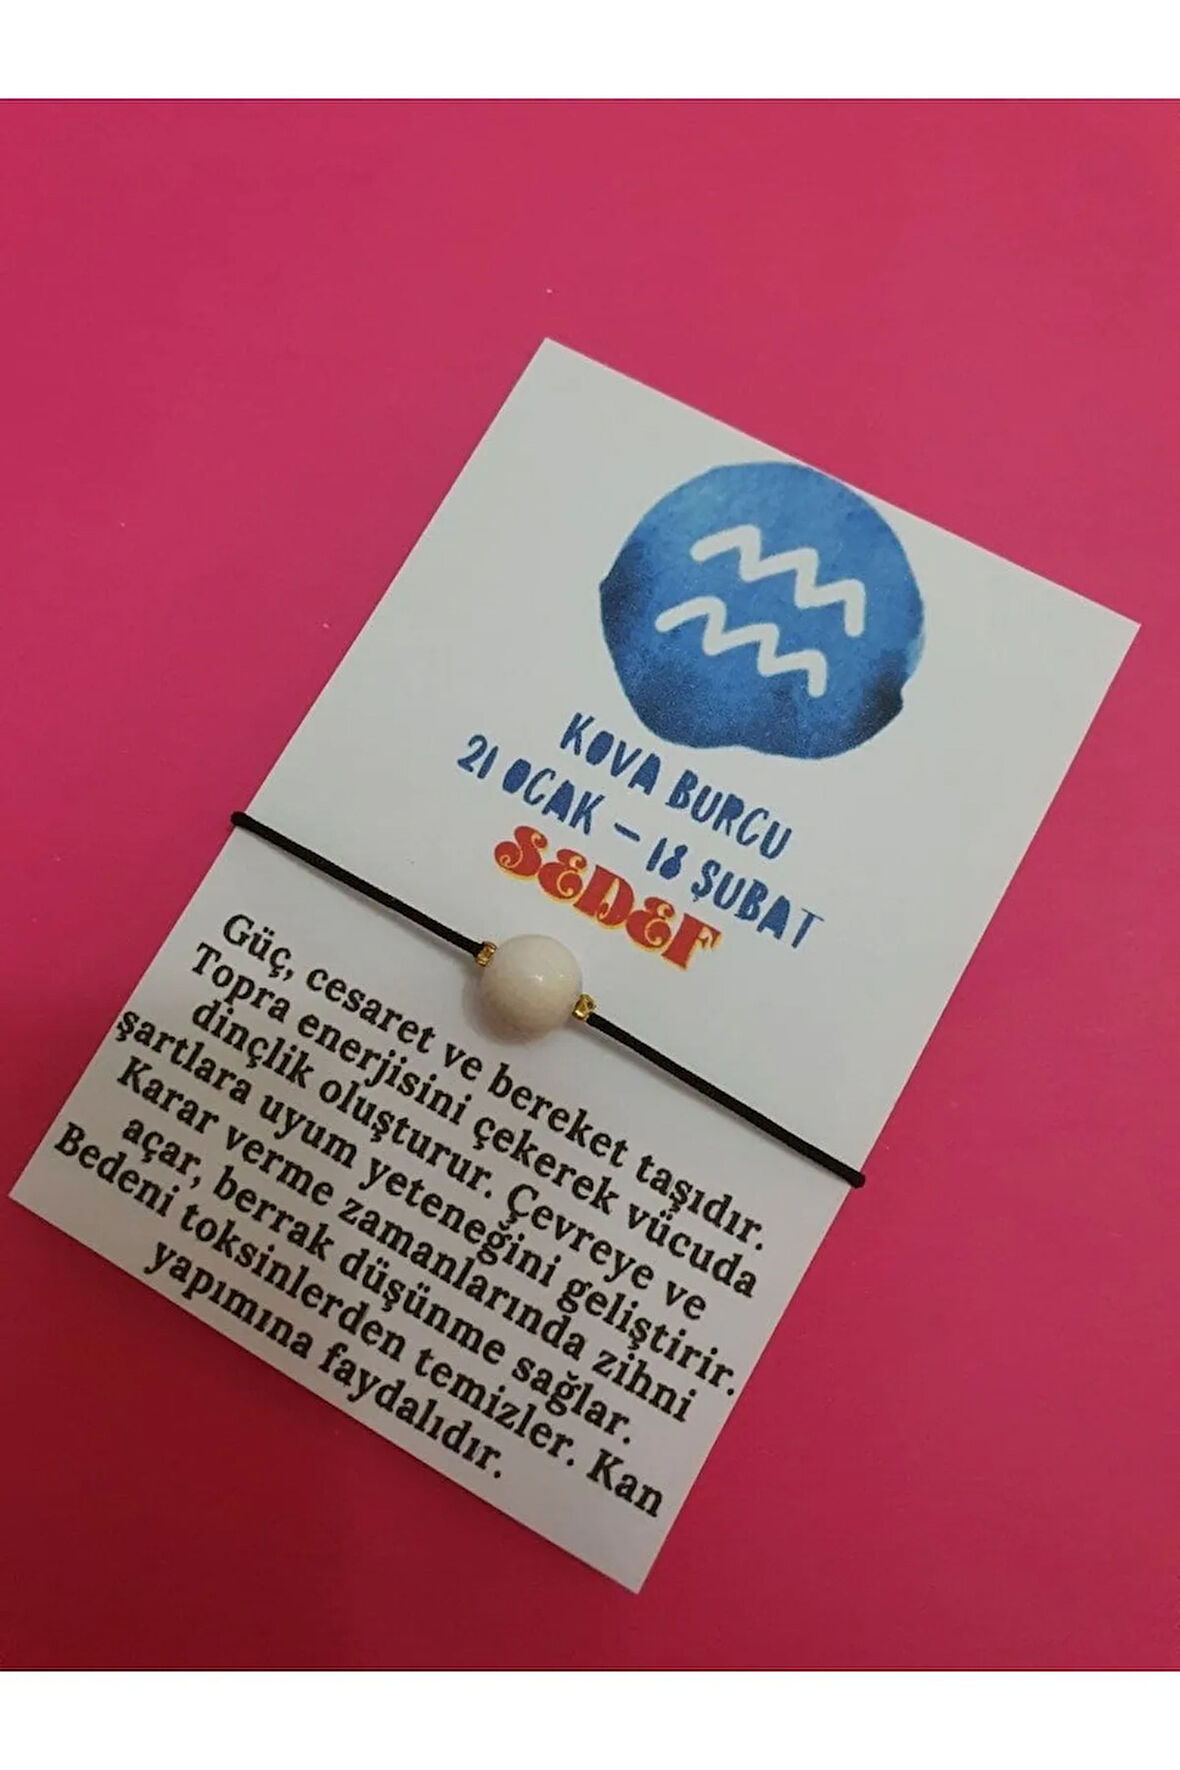 KOVA BURCU
21 OCAK – 18 ŞUBAT
SEDEF
Güç, cesaret ve bereket taşıdır.
Topra enerjisini çekerek vücuda
dinçlik oluşturur. Çevreye ve
şartlara uyum yeteneğini geliştirir.
Karar verme zamanlarında zihni
açar, berrak düşünme sağlar.
Bedeni toksinlerden temizler. Kan
yapımına faydalıdır.